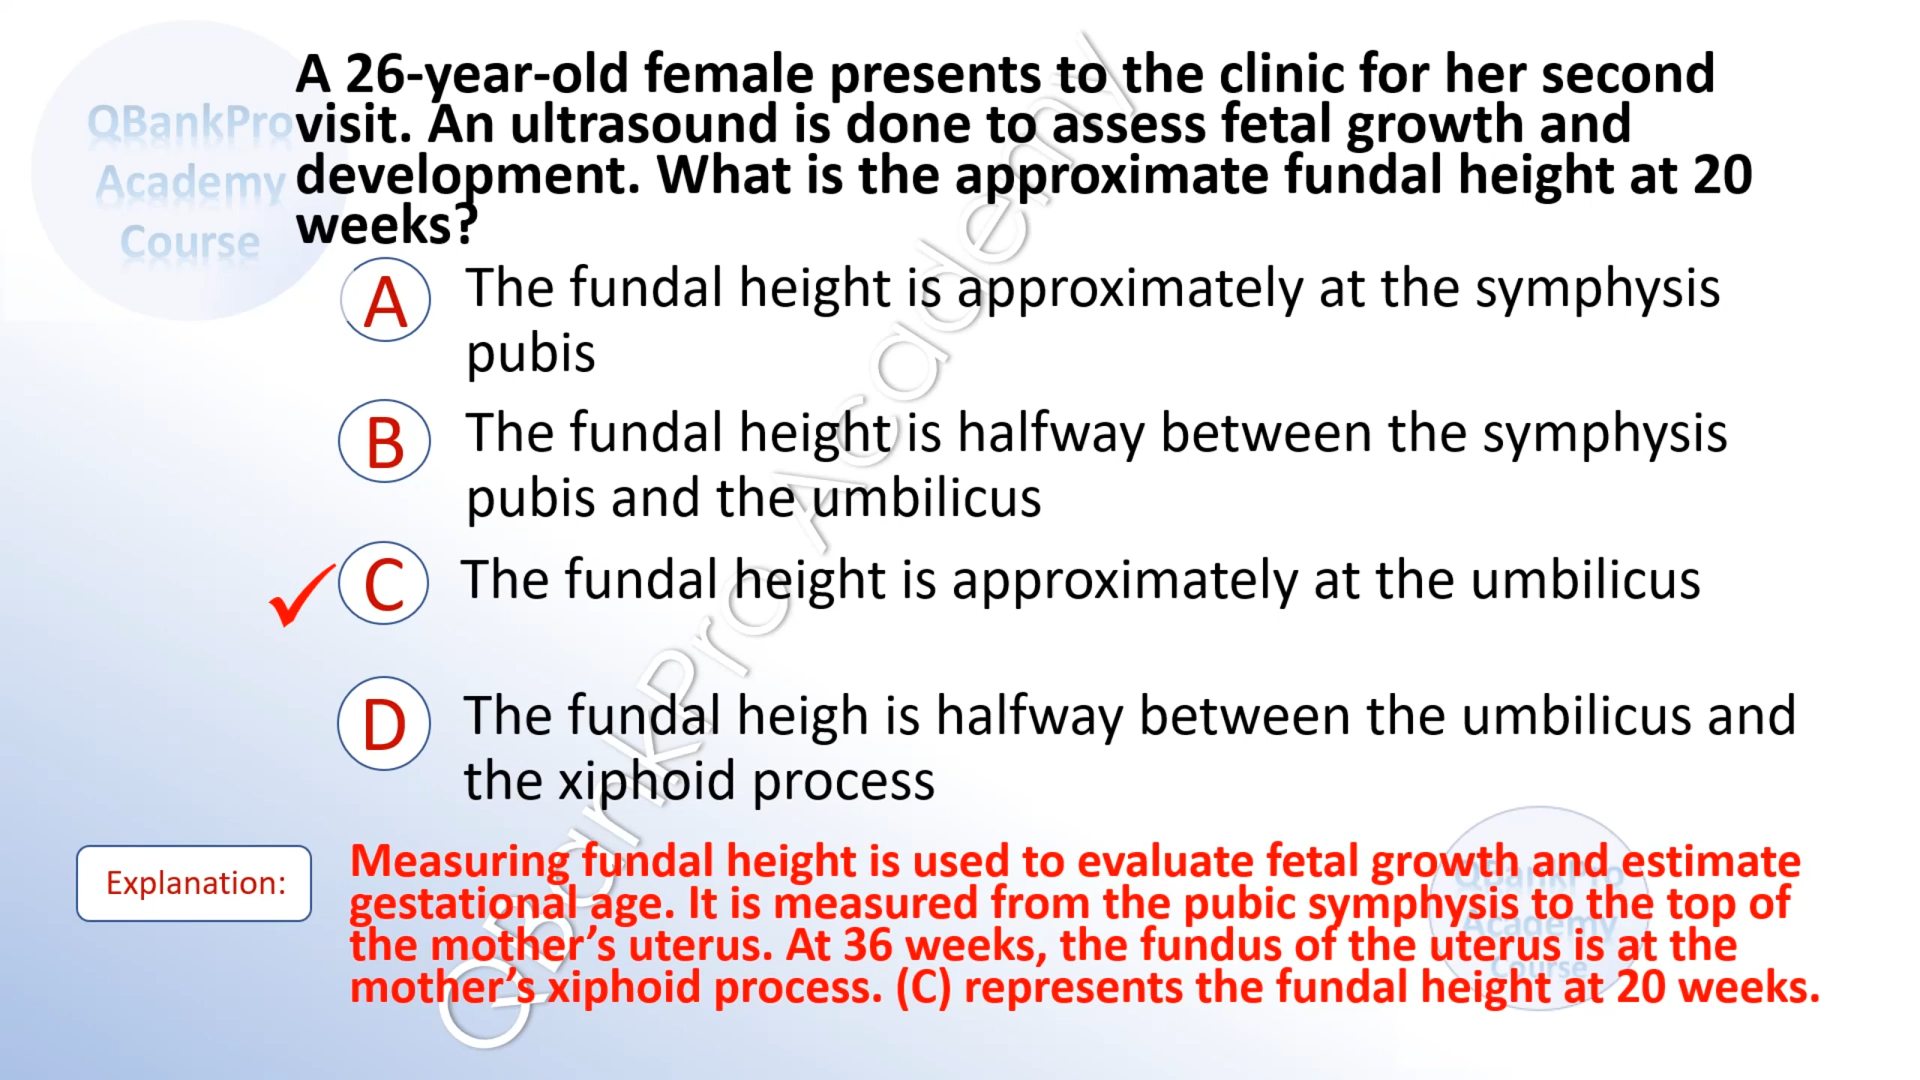 QBankPro
Academy
Course
A 26-year-old female presents to the clinic for her second
visit. An ultrasound is done to assess fetal growth and
development. What is the approximate fundal height at 20
weeks?
A
The fundal height is approximately at the symphysis
pubis
B
The fundal height is halfway between the symphysis
pubis and the umbilicus
C
The fundal height is approximately at the umbilicus
D
The fundal heigh is halfway between the umbilicus and
the xiphoid process
Explanation:
Measuring fundal height is used to evaluate fetal growth and estimate
gestational age. It is measured from the pubic symphysis to the top of
the mother’s uterus. At 36 weeks, the fundus of the uterus is at the
mother’s xiphoid process. (C) represents the fundal height at 20 weeks.
QBankPro
Academy
Course
QBankPro Academy